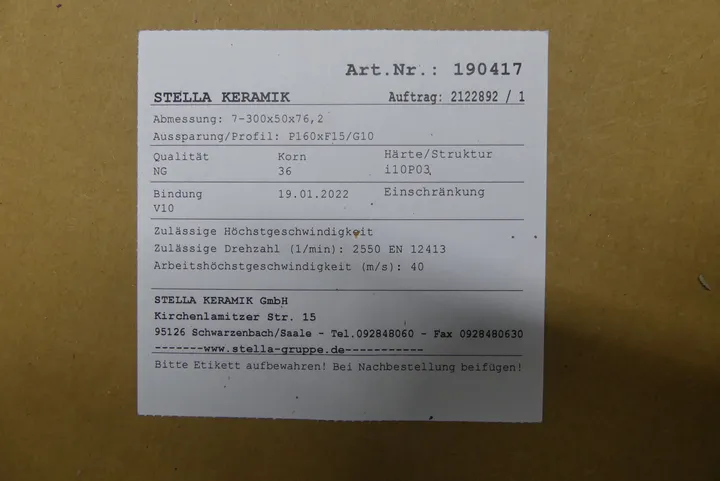 Art.Nr.: 190417
STELLA KERAMIK Auftrag: 2122892 / 1
Abmessung: 7-300x50x76,2
Aussparung/Profil: P160xF15/G10
Qualität Korn Härte/Struktur
NG 36 i10P03
Bindung 19.01.2022 Einschränkung
V10
Zulässige Höchstgeschwindigkeit
Zulässige Drehzahl (1/min): 2550 EN 12413
Arbeitshöchstgeschwindigkeit (m/s): 40
STELLA KERAMIK GmbH
Kirchenlamitzer Str. 15
95126 Schwarzenbach/Saale - Tel.092848060 - Fax 0928480630
-------www.stella-gruppe.de-----------
Bitte Etikett aufbewahren! Bei Nachbestellung beifügen!